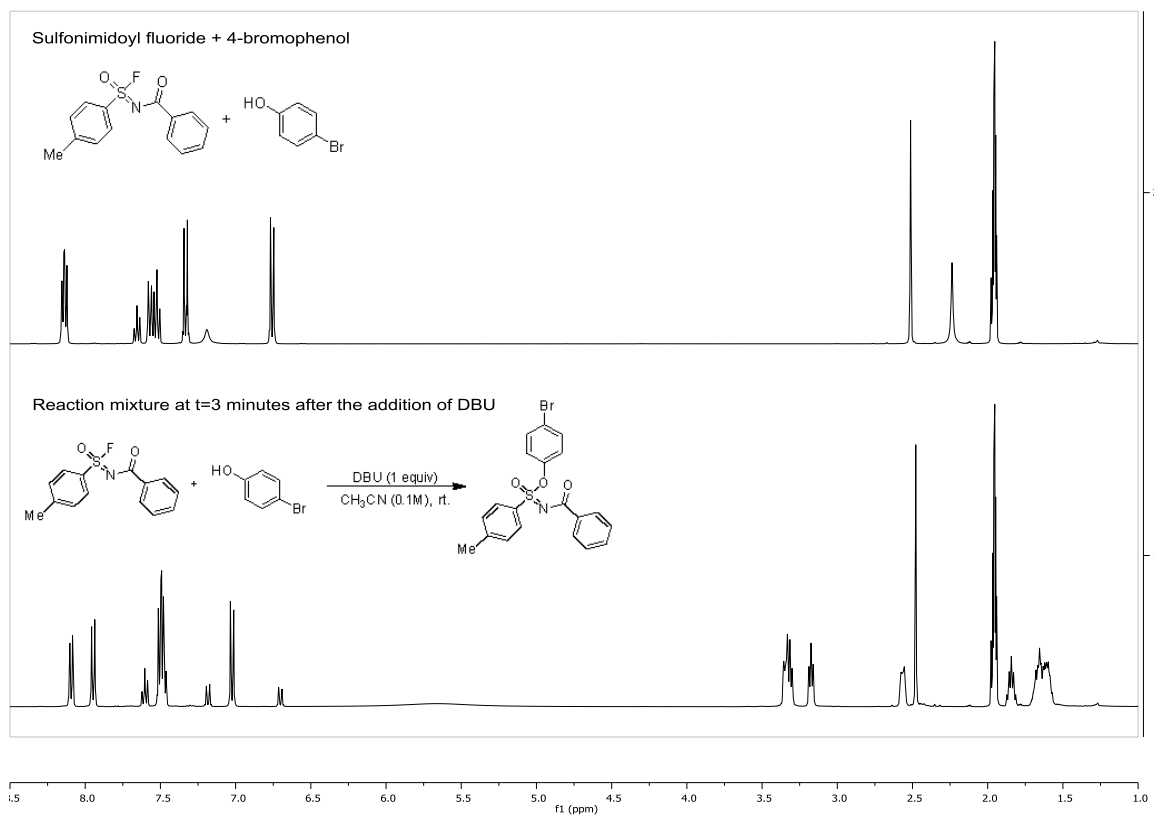 Sulfonimidoyl fluoride + 4-bromophenol
O
F
S
N
O
Me
+
HO
Br
Reaction mixture at t=3 minutes after the addition of DBU
O
F
S
N
O
Me
+
HO
Br
DBU (1 equiv)
CH₃CN (0.1M), rt.
Br
O
O
S
N
O
Me
.5 8.0 7.5 7.0 6.5 6.0 5.5 5.0 4.5 4.0 3.5 3.0 2.5 2.0 1.5 1.0
f1 (ppm)